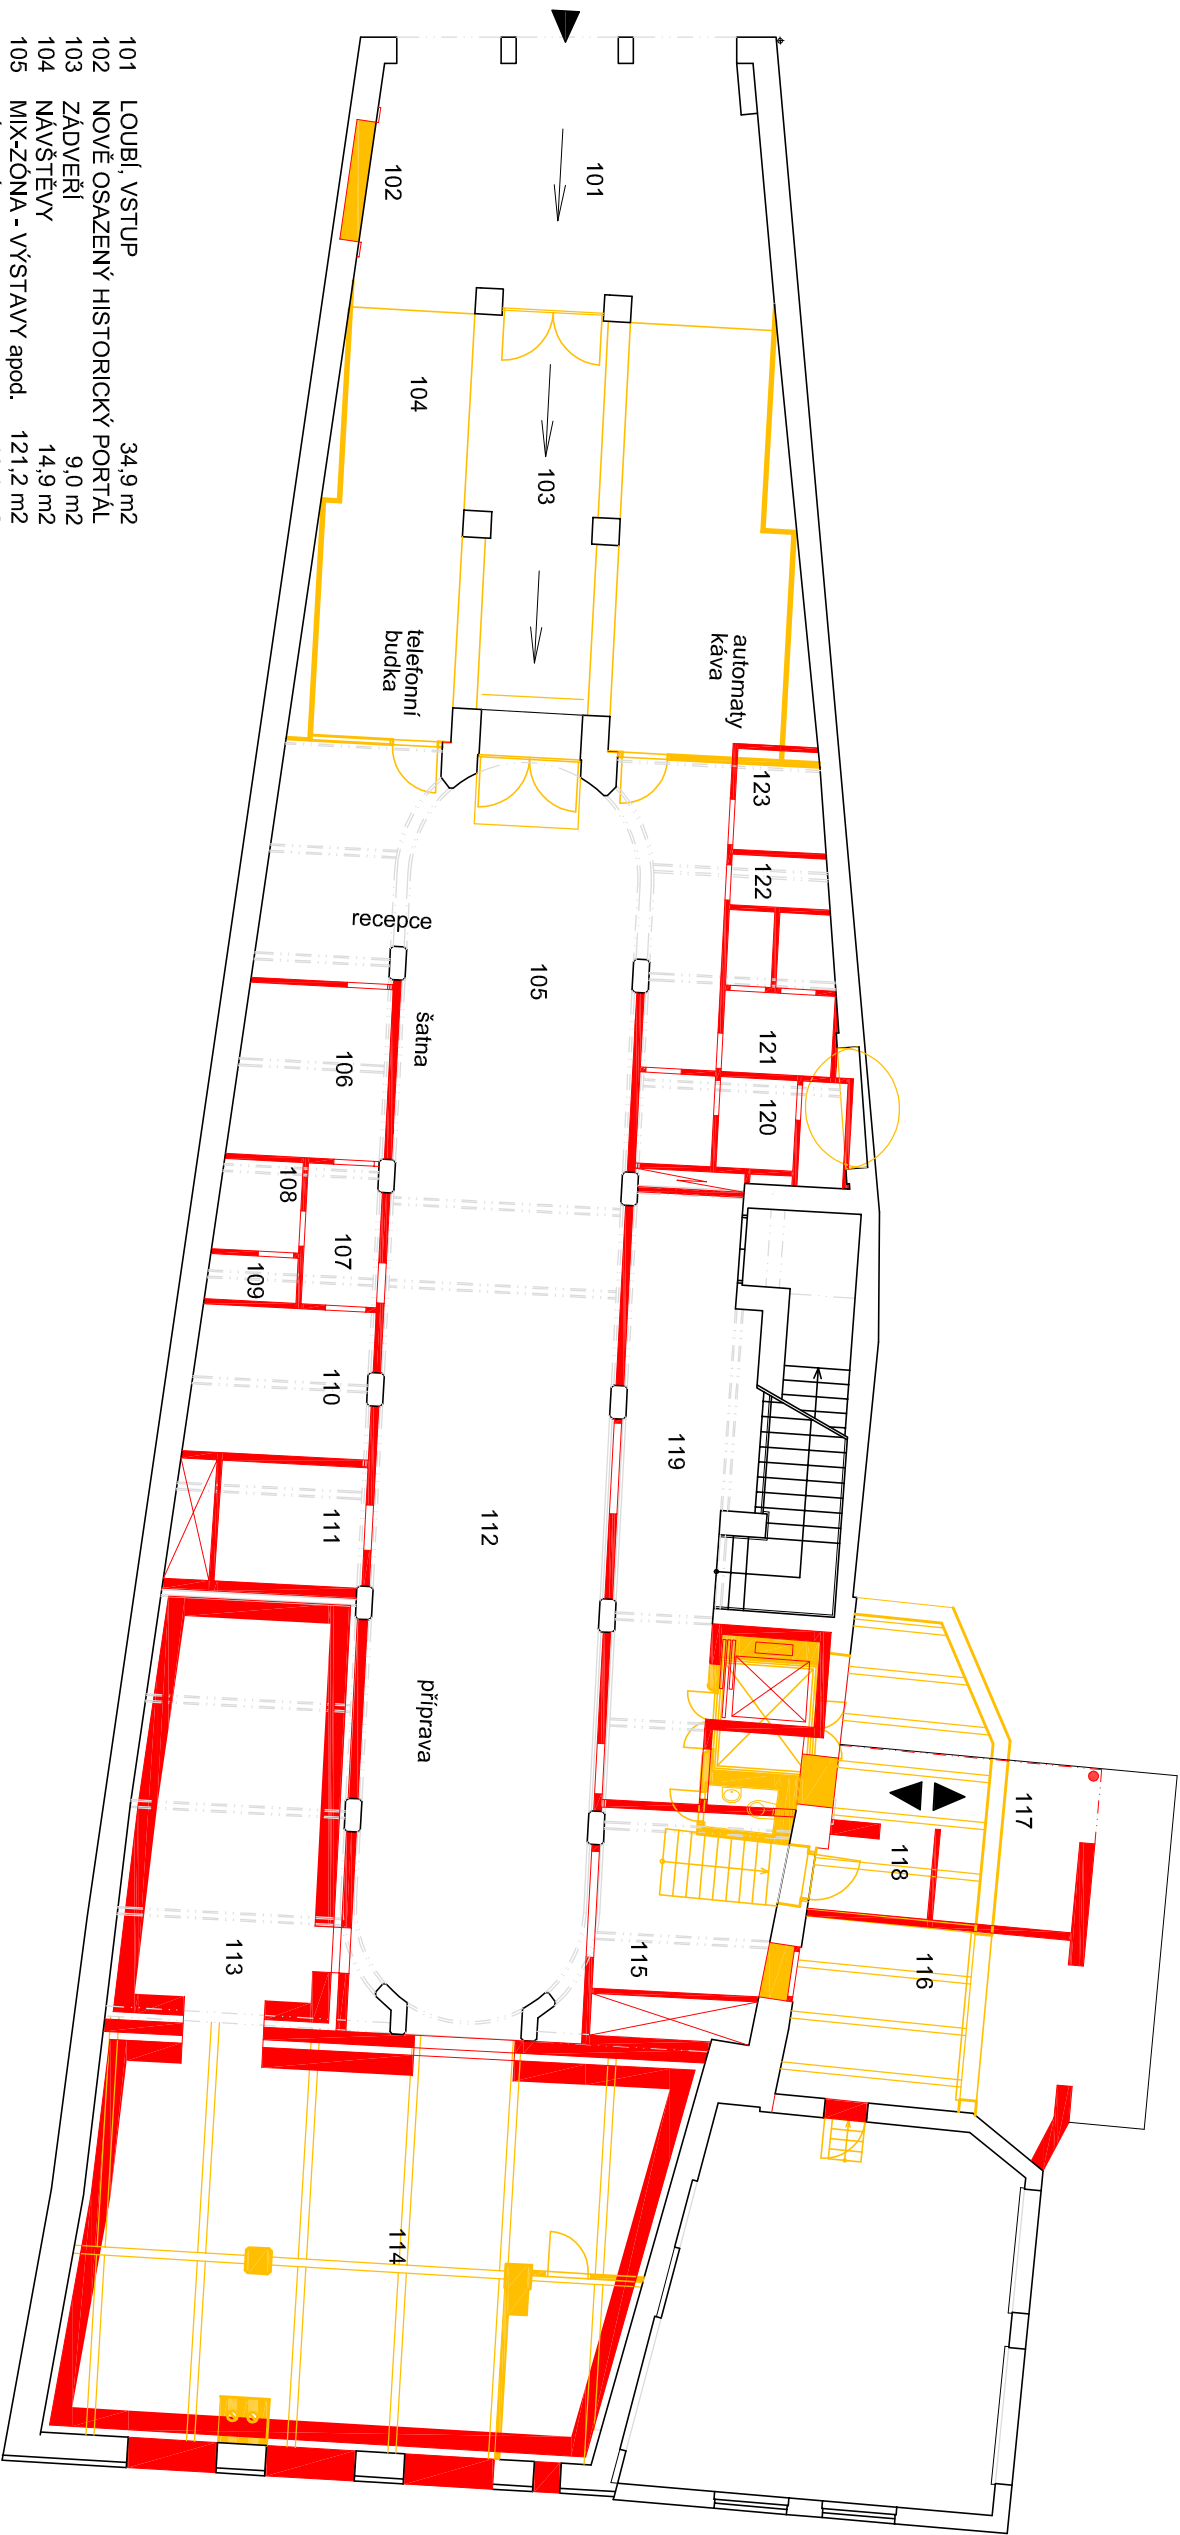 101 LOUBÍ, VSTUP 34,9 m2
102 NOVĚ OSAZENÝ HISTORICKÝ PORTÁL
103 ZÁDVEŘÍ 9,0 m2
104 NÁVŠTĚVY 14,9 m2
105 MIX-ZÓNA - VÝSTAVY apod. 121,2 m2
101
102
103
104
automaty
káva
telefonní
budka
123
122
recepce
105
šatna
106
121
120
108
107
109
110
119
111
112
příprava
117
118
113
115
116
114